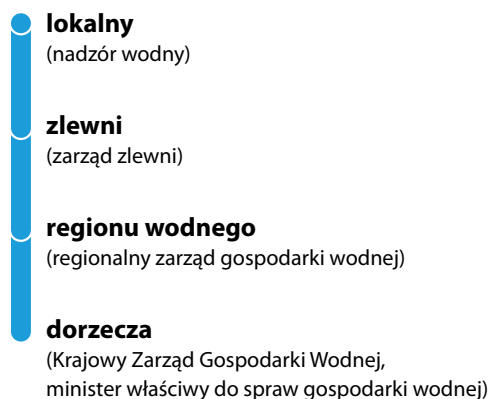 lokalny
(nadzór wodny)
zlewni
(zarząd zlewni)
regionu wodnego
(regionalny zarząd gospodarki wodnej)
dorzecza
(Krajowy Zarząd Gospodarki Wodnej,
minister właściwy do spraw gospodarki wodnej)